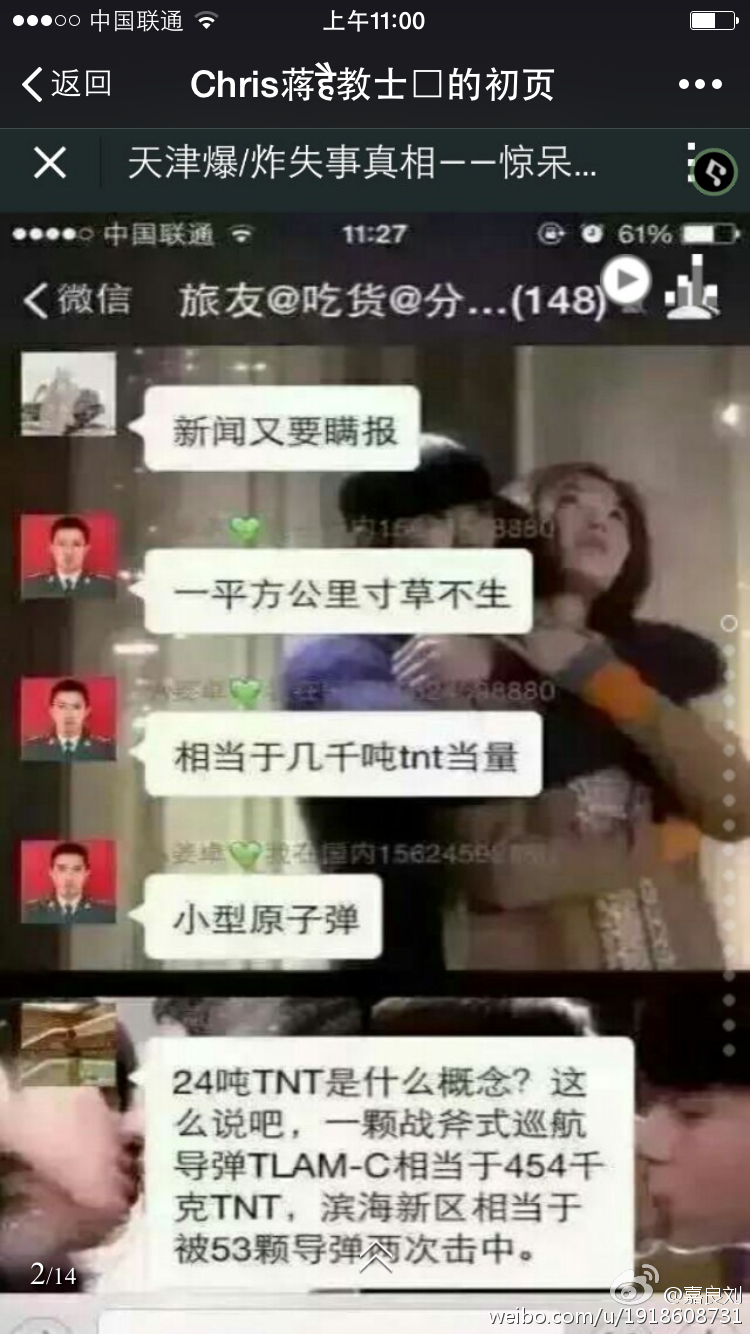 中国联通 上午11:00
返回 Chris蒋 教士□的初页
天津爆/炸失事真相——惊呆...
中国联通 11:27 61%
微信 旅友@吃货@分...(148)
新闻又要瞒报
一平方公里寸草不生
相当于几千吨tnt当量
姜卓 我在国内
小型原子弹
24吨TNT是什么概念？这
么说吧，一颗战斧式巡航
导弹TLAM-C相当于454千
克TNT，滨海新区相当于
被53颗导弹两次击中。
2/14
@嘉良刘
weibo.com/u/1918608731